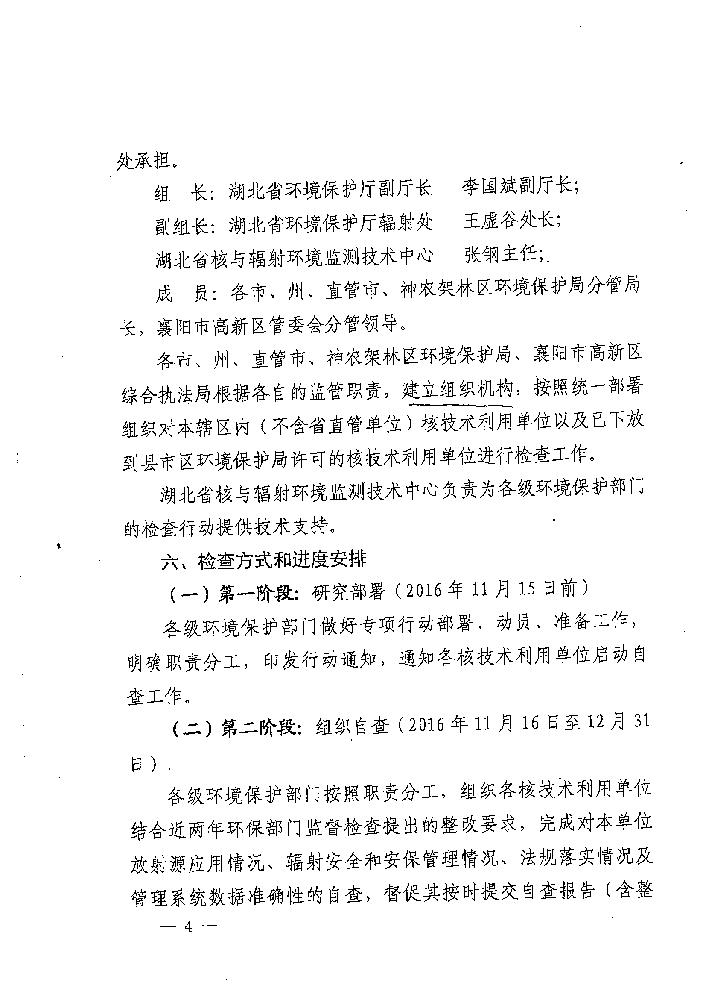 处承担。
组　长：湖北省环境保护厅副厅长　李国斌副厅长；
副组长：湖北省环境保护厅辐射处　王虚谷处长；
湖北省核与辐射环境监测技术中心　张钢主任；
成　员：各市、州、直管市、神农架林区环境保护局分管局
长，襄阳市高新区管委会分管领导。
各市、州、直管市、神农架林区环境保护局、襄阳市高新区
综合执法局根据各自的监管职责，建立组织机构，按照统一部署
组织对本辖区内（不含省直管单位）核技术利用单位以及已下放
到县市区环境保护局许可的核技术利用单位进行检查工作。
湖北省核与辐射环境监测技术中心负责为各级环境保护部门
的检查行动提供技术支持。
六、检查方式和进度安排
（一）第一阶段：研究部署（2016 年 11 月 15 日前）
各级环境保护部门做好专项行动部署、动员、准备工作，
明确职责分工，印发行动通知，通知各核技术利用单位启动自
查工作。
（二）第二阶段：组织自查（2016 年 11 月 16 日至 12 月 31
日）
各级环境保护部门按照职责分工，组织各核技术利用单位
结合近两年环保部门监督检查提出的整改要求，完成对本单位
放射源应用情况、辐射安全和安保管理情况、法规落实情况及
管理系统数据准确性的自查，督促其按时提交自查报告（含整
— 4 —